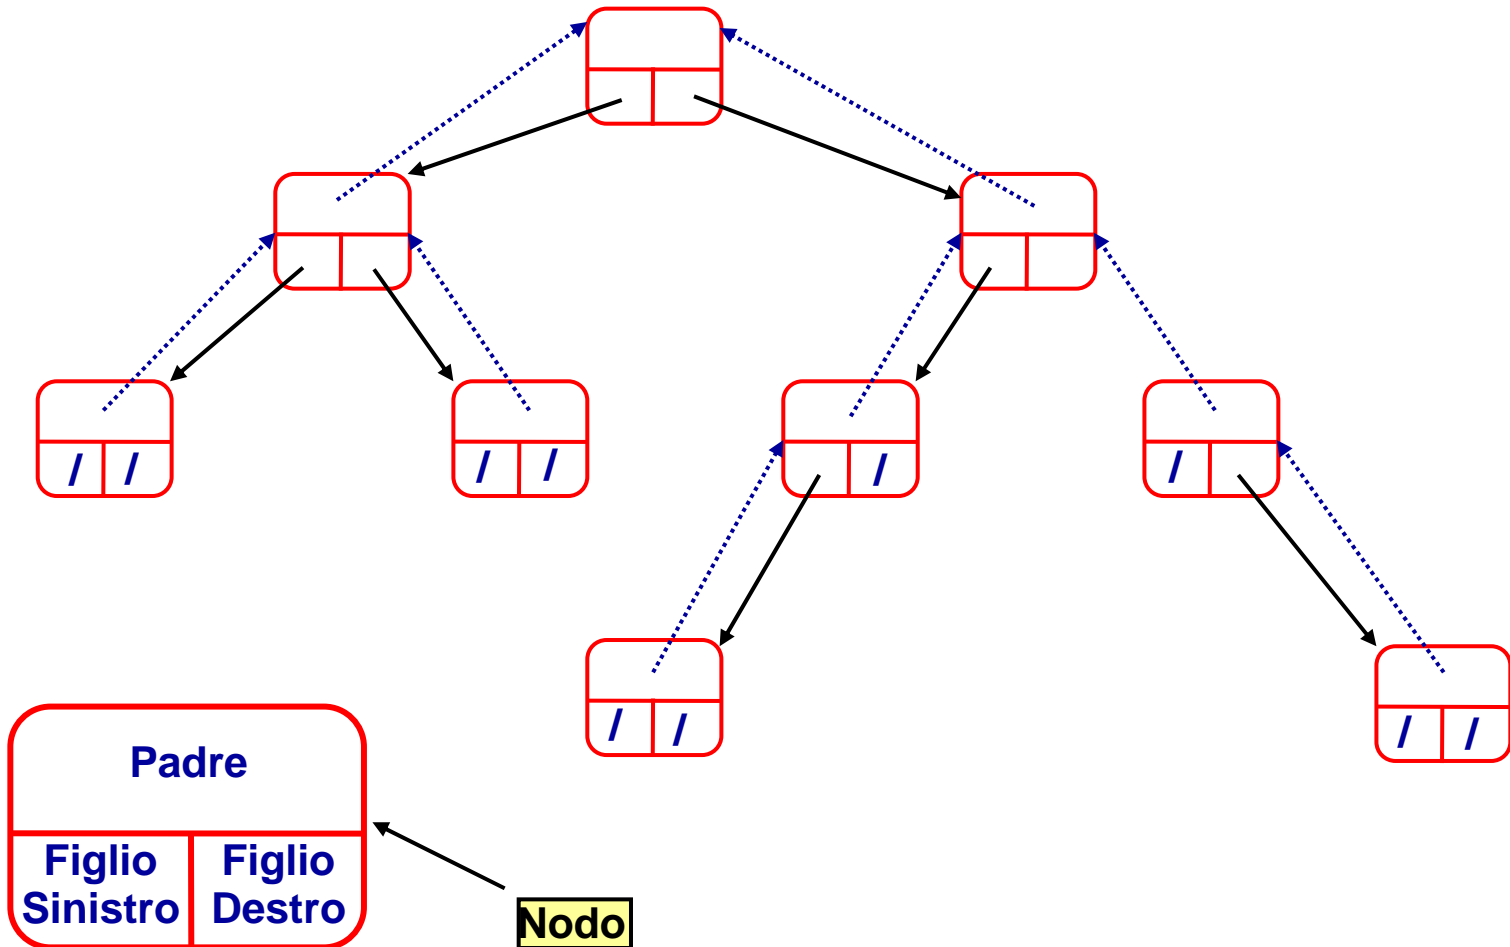 / /
/ /
/
/
/ /
/ /
Padre
Figlio Sinistro
Figlio Destro
Nodo